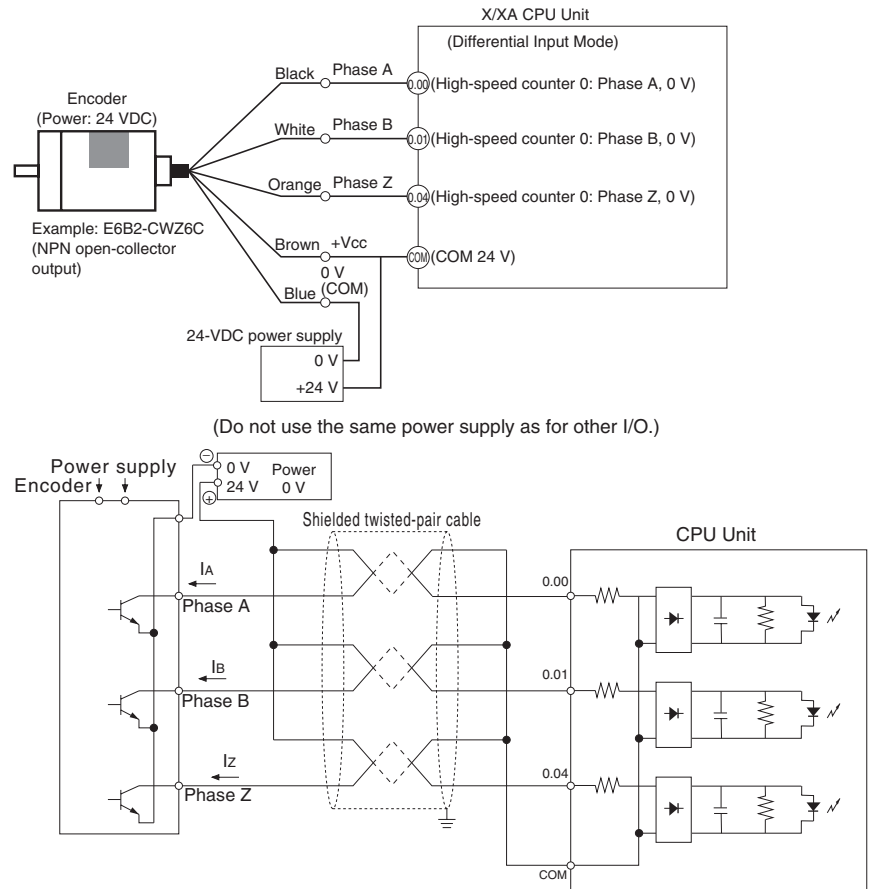 X/XA CPU Unit
(Differential Input Mode)
Black Phase A 0.00 (High-speed counter 0: Phase A, 0 V)
Encoder
(Power: 24 VDC)
White Phase B 0.01 (High-speed counter 0: Phase B, 0 V)
Orange Phase Z 0.04 (High-speed counter 0: Phase Z, 0 V)
Example: E6B2-CWZ6C
(NPN open-collector
output)
Brown +Vcc COM (COM 24 V)
0 V
Blue (COM)
24-VDC power supply
0 V
+24 V
(Do not use the same power supply as for other I/O.)
Power supply
Encoder
− 0 V Power
+ 24 V 0 V
Shielded twisted-pair cable
CPU Unit
IA
Phase A
0.00
IB
Phase B
0.01
IZ
Phase Z
0.04
COM